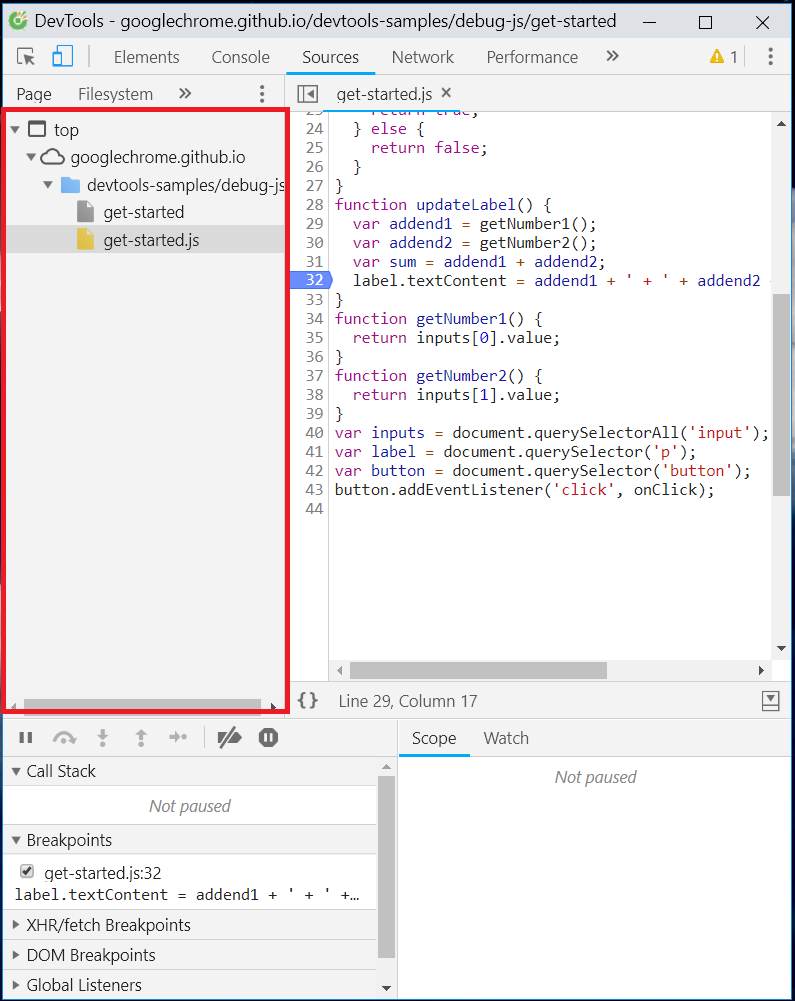 DevTools - googlechrome.github.io/devtools-samples/debug-js/get-started
Elements Console Sources Network Performance » 1
Page Filesystem »
get-started.js ×
top
googlechrome.github.io
devtools-samples/debug-js
get-started
get-started.js
23 return true;
24 } else {
25 return false;
26 }
27 }
28 function updateLabel() {
29 var addend1 = getNumber1();
30 var addend2 = getNumber2();
31 var sum = addend1 + addend2;
32 label.textContent = addend1 + ' + ' + addend2
33 }
34 function getNumber1() {
35 return inputs[0].value;
36 }
37 function getNumber2() {
38 return inputs[1].value;
39 }
40 var inputs = document.querySelectorAll('input');
41 var label = document.querySelector('p');
42 var button = document.querySelector('button');
43 button.addEventListener('click', onClick);
44
{} Line 29, Column 17
Call Stack
Not paused
Breakpoints
get-started.js:32
label.textContent = addend1 + ' + ' +…
XHR/fetch Breakpoints
DOM Breakpoints
Global Listeners
Scope Watch
Not paused